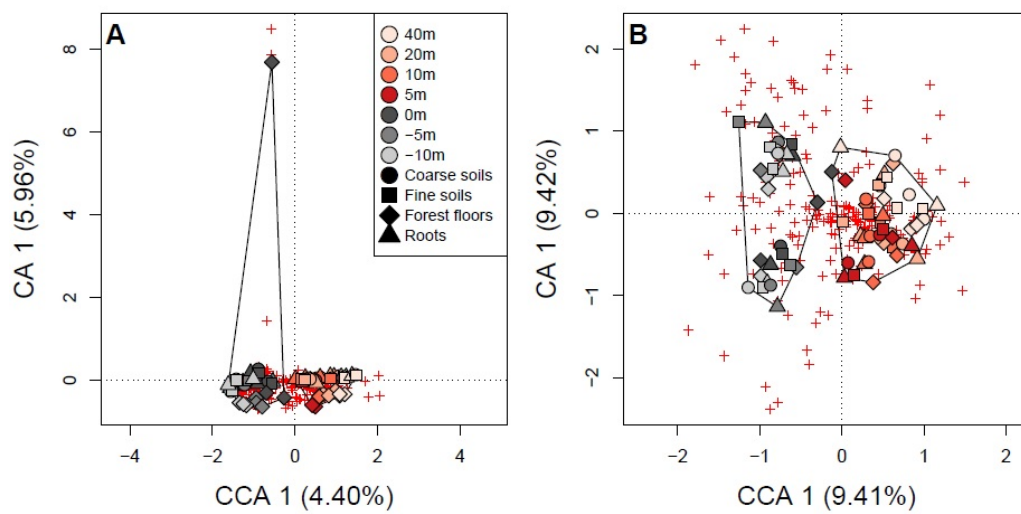 A
8
6
4
2
0
CA 1 (5.96%)
−4
−2
0
2
4
CCA 1 (4.40%)
40m
20m
10m
5m
0m
−5m
−10m
Coarse soils
Fine soils
Forest floors
Roots
B
2
1
0
−1
−2
CA 1 (9.42%)
−2
−1
0
1
2
CCA 1 (9.41%)